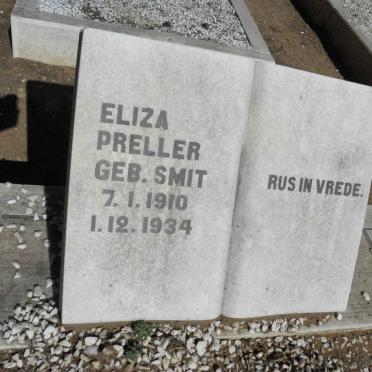 ELIZA
PRELLER
GEB. SMIT
7. 1. 1910
1. 12. 1934
RUS IN VREDE.